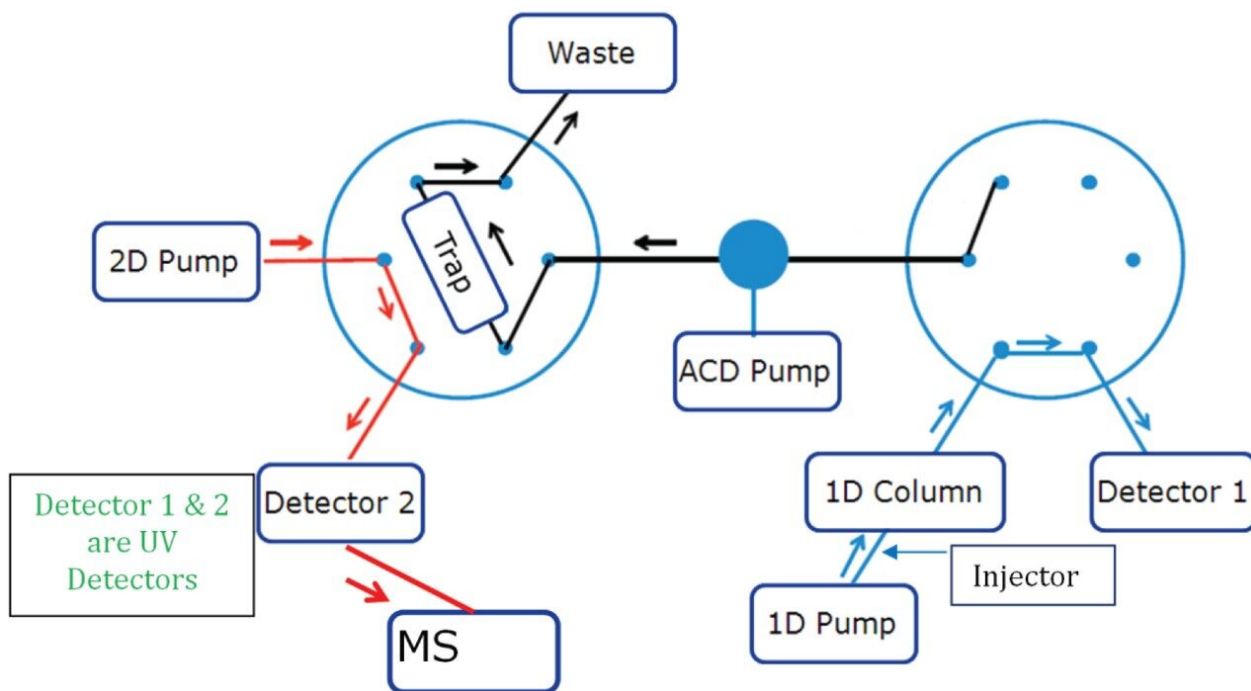 Waste
2D Pump
Trap
ACD Pump
Detector 1 & 2
are UV
Detectors
Detector 2
1D Column
Detector 1
Injector
1D Pump
MS